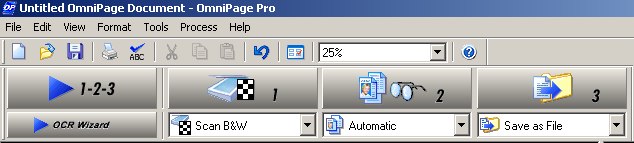 Untitled OmniPage Document - OmniPage Pro
File Edit View Format Tools Process Help
ABC 25% ?
1-2-3 1 2 3
OCR Wizard Scan B&W Automatic Save as File